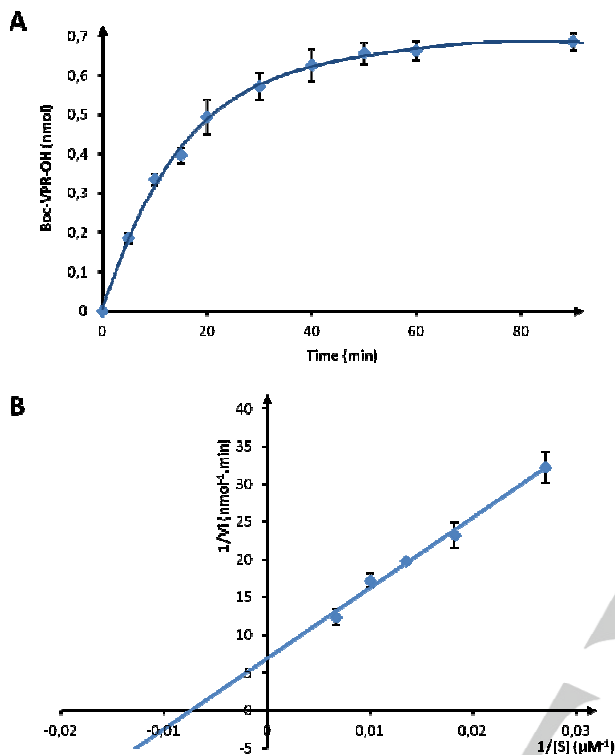 A
0,7
0,6
0,5
0,4
0,3
0,2
0,1
0
Boc-VPR-OH (nmol)
0 20 40 60 80
Time (min)
B
40
35
30
25
20
15
10
5
0
-5
1/Vi (nmol⁻¹.min)
-0,02 -0,01 0 0,01 0,02 0,03
1/[S] (µM⁻¹)